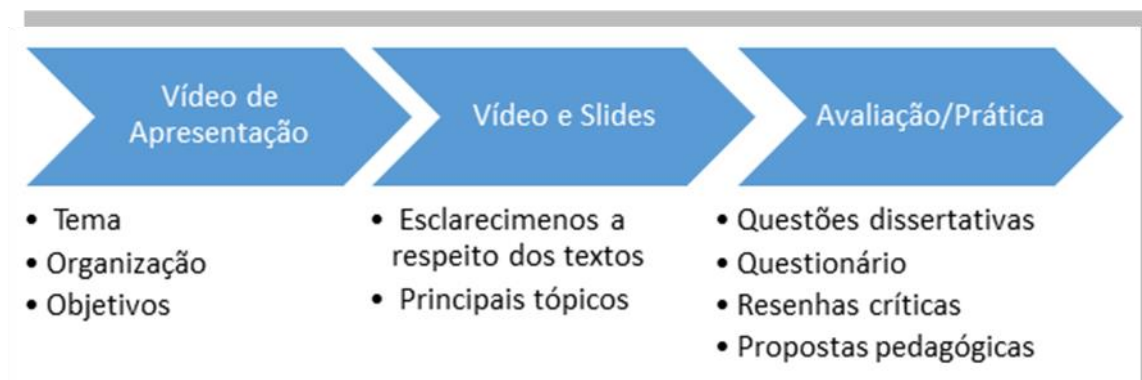 Vídeo de
Apresentação
• Tema
• Organização
• Objetivos
Vídeo e Slides
• Esclarecimenos a
respeito dos textos
• Principais tópicos
Avaliação/Prática
• Questões dissertativas
• Questionário
• Resenhas críticas
• Propostas pedagógicas